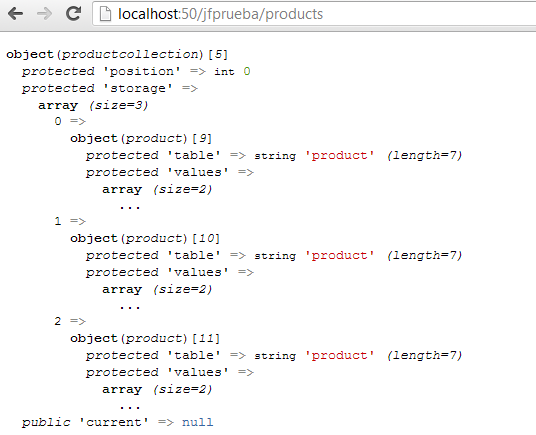 localhost:50/jfprueba/products
object(productcollection)[5]
protected 'position' => int 0
protected 'storage' =>
array (size=3)
0 =>
object(product)[9]
protected 'table' => string 'product' (length=7)
protected 'values' =>
array (size=2)
...
1 =>
object(product)[10]
protected 'table' => string 'product' (length=7)
protected 'values' =>
array (size=2)
...
2 =>
object(product)[11]
protected 'table' => string 'product' (length=7)
protected 'values' =>
array (size=2)
...
public 'current' => null